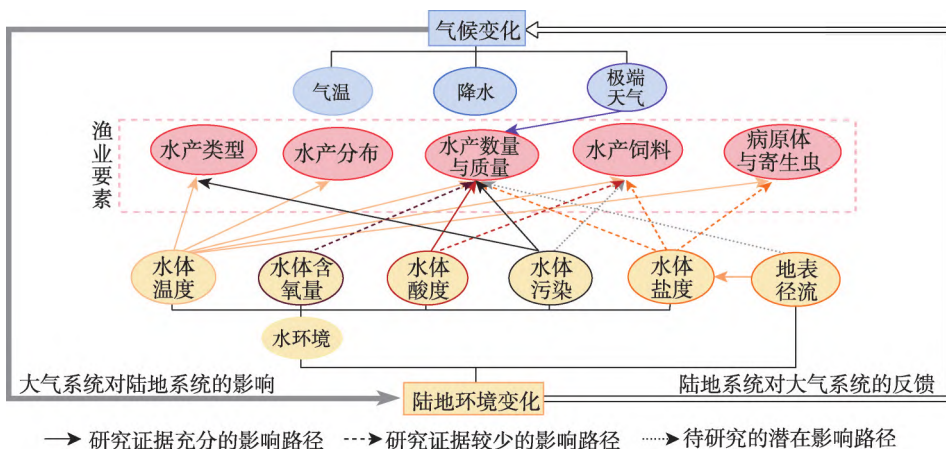 气候变化
气温
降水
极端
天气
渔业要素
水产类型
水产分布
水产数量
与质量
水产饲料
病原体
与寄生虫
水体
温度
水体含
氧量
水体
酸度
水体
污染
水体
盐度
地表
径流
水环境
大气系统对陆地系统的影响
陆地环境变化
陆地系统对大气系统的反馈
研究证据充分的影响路径
研究证据较少的影响路径
待研究的潜在影响路径